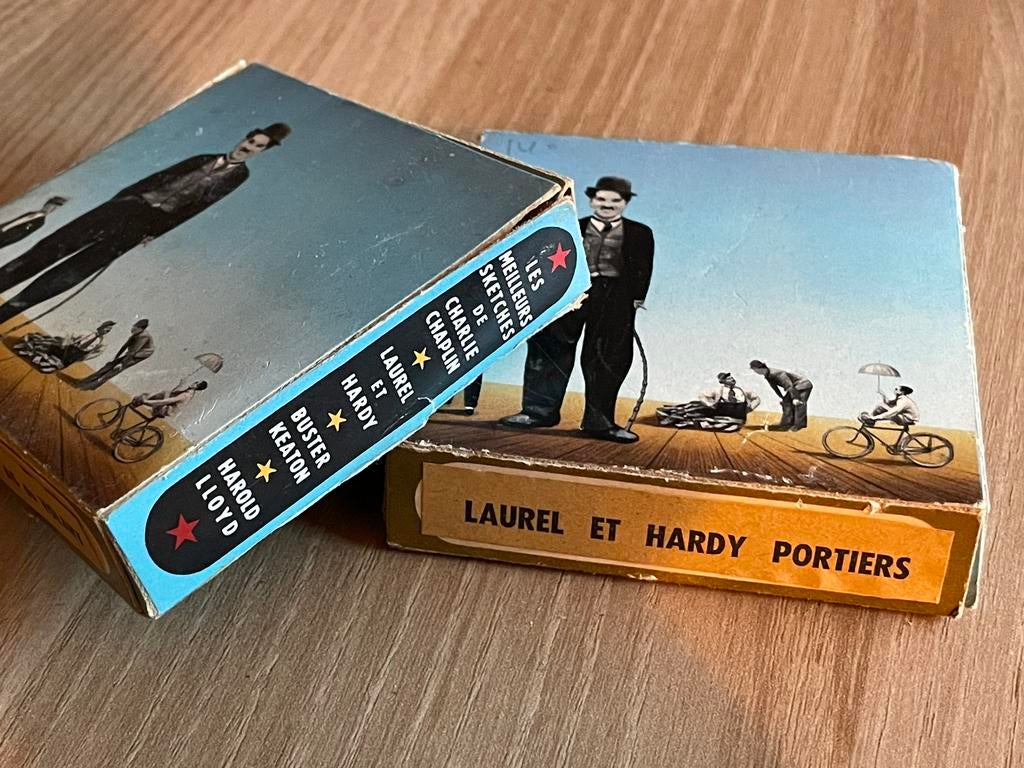 LES
MEILLEURS
SKETCHES
DE
CHARLIE
CHAPLIN
LAUREL
ET
HARDY
BUSTER
KEATON
HAROLD
LLOYD
LAUREL ET HARDY PORTIERS